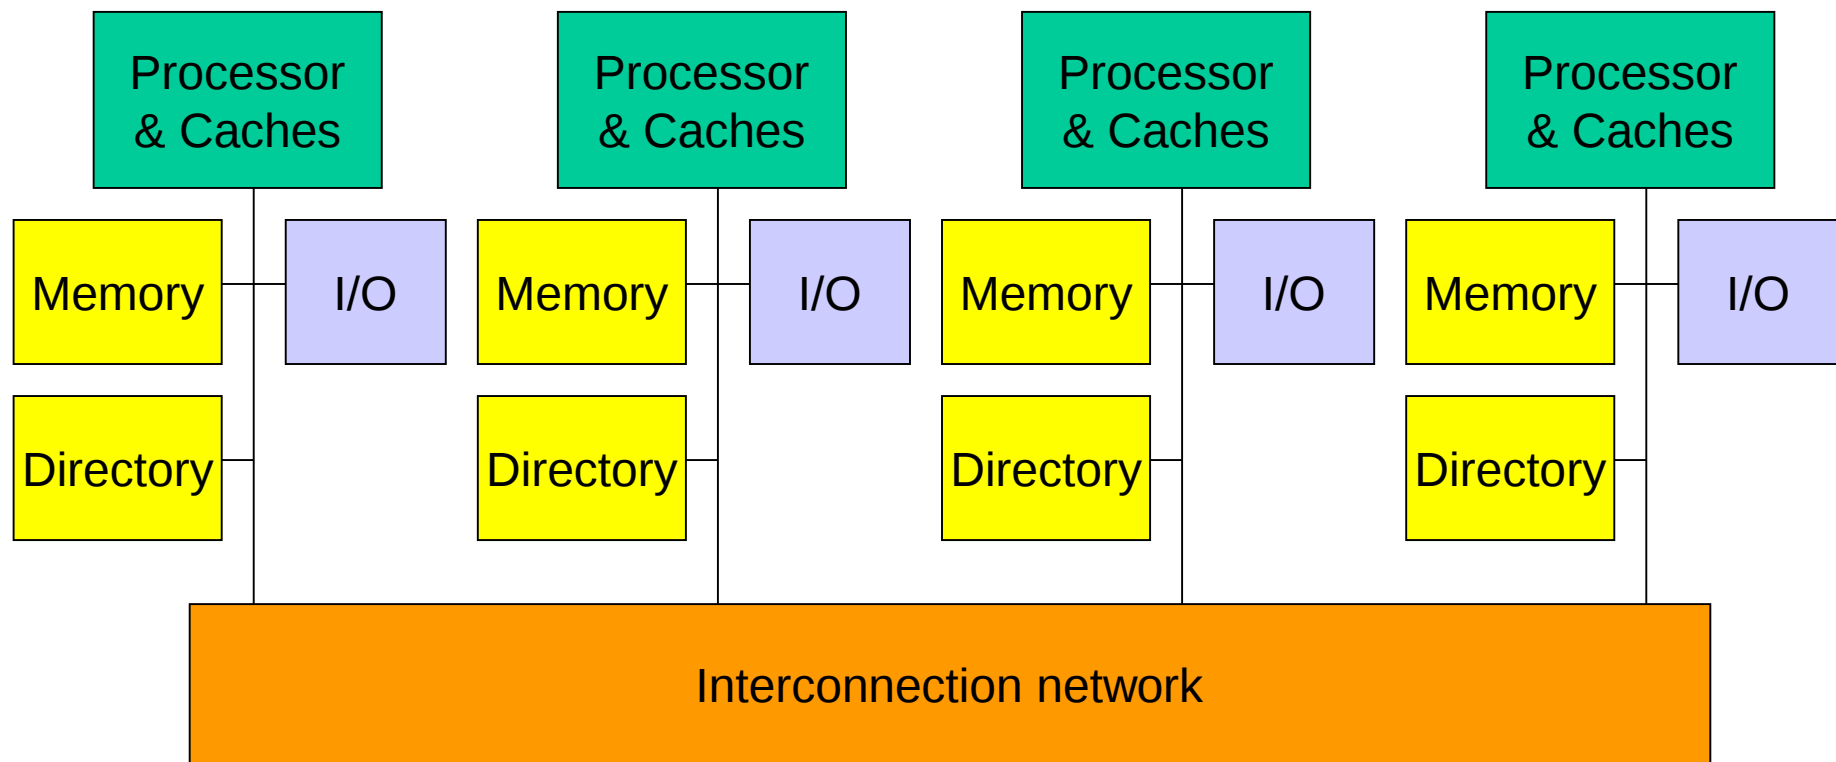 Processor
& Caches
Processor
& Caches
Processor
& Caches
Processor
& Caches
Memory
I/O
Memory
I/O
Memory
I/O
Memory
I/O
Directory
Directory
Directory
Directory
Interconnection network